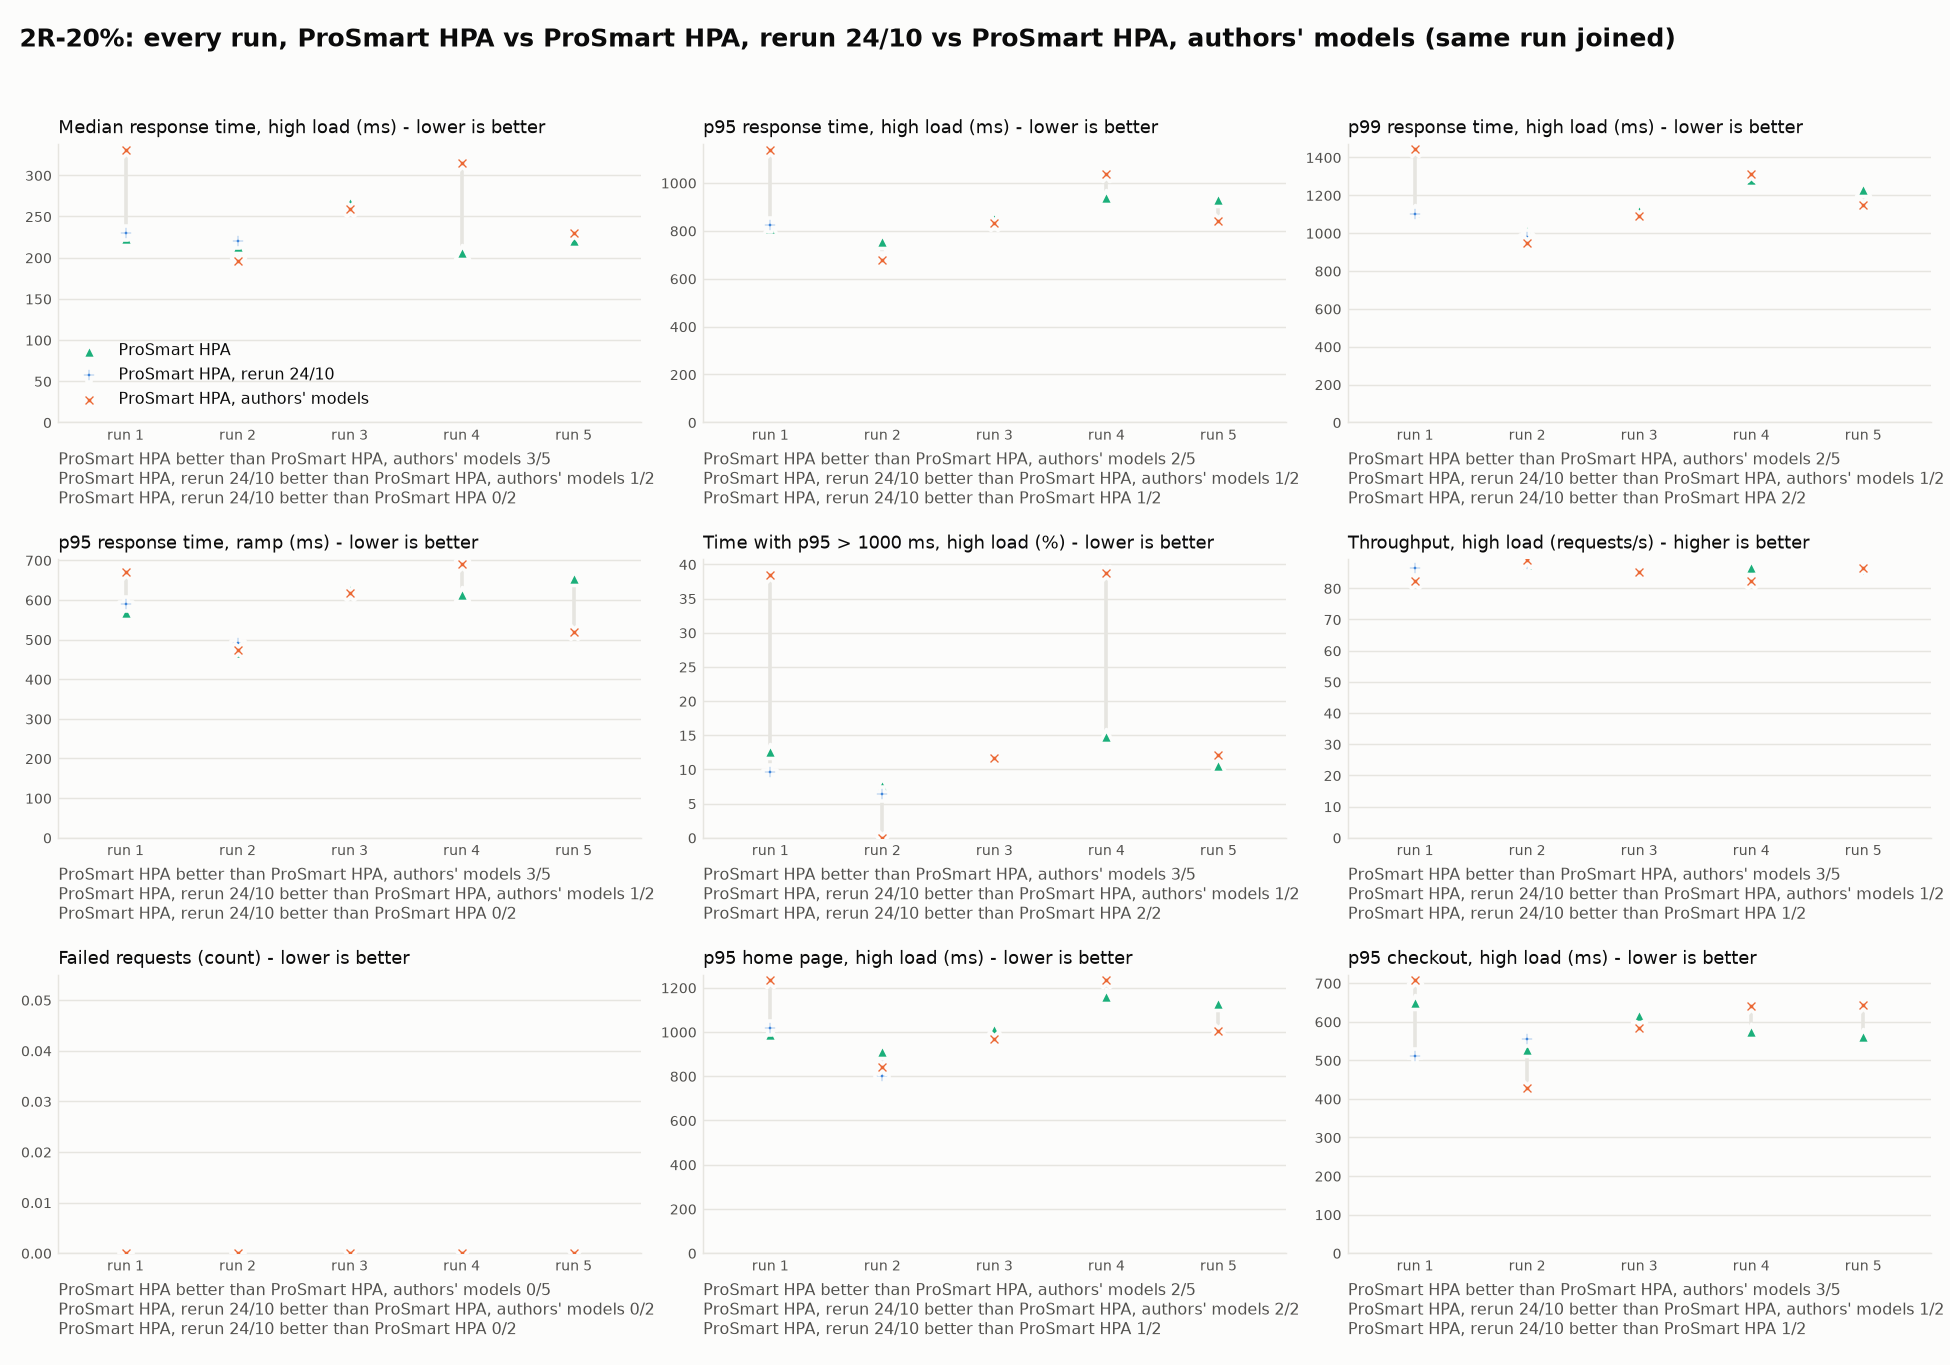 2R-20%: every run, ProSmart HPA vs ProSmart HPA, rerun 24/10 vs ProSmart HPA, authors' models (same run joined)
Median response time, high load (ms) - lower is better
300
250
200
150
100
50
0
ProSmart HPA
ProSmart HPA, rerun 24/10
ProSmart HPA, authors' models
run 1 run 2 run 3 run 4 run 5
ProSmart HPA better than ProSmart HPA, authors' models 3/5
ProSmart HPA, rerun 24/10 better than ProSmart HPA, authors' models 1/2
ProSmart HPA, rerun 24/10 better than ProSmart HPA 0/2
p95 response time, high load (ms) - lower is better
1000
800
600
400
200
0
run 1 run 2 run 3 run 4 run 5
ProSmart HPA better than ProSmart HPA, authors' models 2/5
ProSmart HPA, rerun 24/10 better than ProSmart HPA, authors' models 1/2
ProSmart HPA, rerun 24/10 better than ProSmart HPA 1/2
p99 response time, high load (ms) - lower is better
1400
1200
1000
800
600
400
200
0
run 1 run 2 run 3 run 4 run 5
ProSmart HPA better than ProSmart HPA, authors' models 2/5
ProSmart HPA, rerun 24/10 better than ProSmart HPA, authors' models 1/2
ProSmart HPA, rerun 24/10 better than ProSmart HPA 2/2
p95 response time, ramp (ms) - lower is better
700
600
500
400
300
200
100
0
run 1 run 2 run 3 run 4 run 5
ProSmart HPA better than ProSmart HPA, authors' models 3/5
ProSmart HPA, rerun 24/10 better than ProSmart HPA, authors' models 1/2
ProSmart HPA, rerun 24/10 better than ProSmart HPA 0/2
Time with p95 > 1000 ms, high load (%) - lower is better
40
35
30
25
20
15
10
5
0
run 1 run 2 run 3 run 4 run 5
ProSmart HPA better than ProSmart HPA, authors' models 3/5
ProSmart HPA, rerun 24/10 better than ProSmart HPA, authors' models 1/2
ProSmart HPA, rerun 24/10 better than ProSmart HPA 2/2
Throughput, high load (requests/s) - higher is better
80
70
60
50
40
30
20
10
0
run 1 run 2 run 3 run 4 run 5
ProSmart HPA better than ProSmart HPA, authors' models 3/5
ProSmart HPA, rerun 24/10 better than ProSmart HPA, authors' models 1/2
ProSmart HPA, rerun 24/10 better than ProSmart HPA 1/2
Failed requests (count) - lower is better
0.05
0.04
0.03
0.02
0.01
0.00
run 1 run 2 run 3 run 4 run 5
ProSmart HPA better than ProSmart HPA, authors' models 0/5
ProSmart HPA, rerun 24/10 better than ProSmart HPA, authors' models 0/2
ProSmart HPA, rerun 24/10 better than ProSmart HPA 0/2
p95 home page, high load (ms) - lower is better
1200
1000
800
600
400
200
0
run 1 run 2 run 3 run 4 run 5
ProSmart HPA better than ProSmart HPA, authors' models 2/5
ProSmart HPA, rerun 24/10 better than ProSmart HPA, authors' models 2/2
ProSmart HPA, rerun 24/10 better than ProSmart HPA 1/2
p95 checkout, high load (ms) - lower is better
700
600
500
400
300
200
100
0
run 1 run 2 run 3 run 4 run 5
ProSmart HPA better than ProSmart HPA, authors' models 3/5
ProSmart HPA, rerun 24/10 better than ProSmart HPA, authors' models 1/2
ProSmart HPA, rerun 24/10 better than ProSmart HPA 1/2